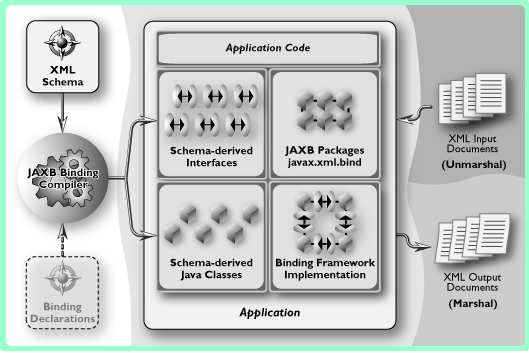 XML
Schema
JAXB Binding
Compiler
Binding
Declarations
Application Code
Schema-derived
Interfaces
JAXB Packages
javax.xml.bind
Schema-derived
Java Classes
Binding Framework
Implementation
Application
XML Input
Documents
(Unmarshal)
XML Output
Documents
(Marshal)